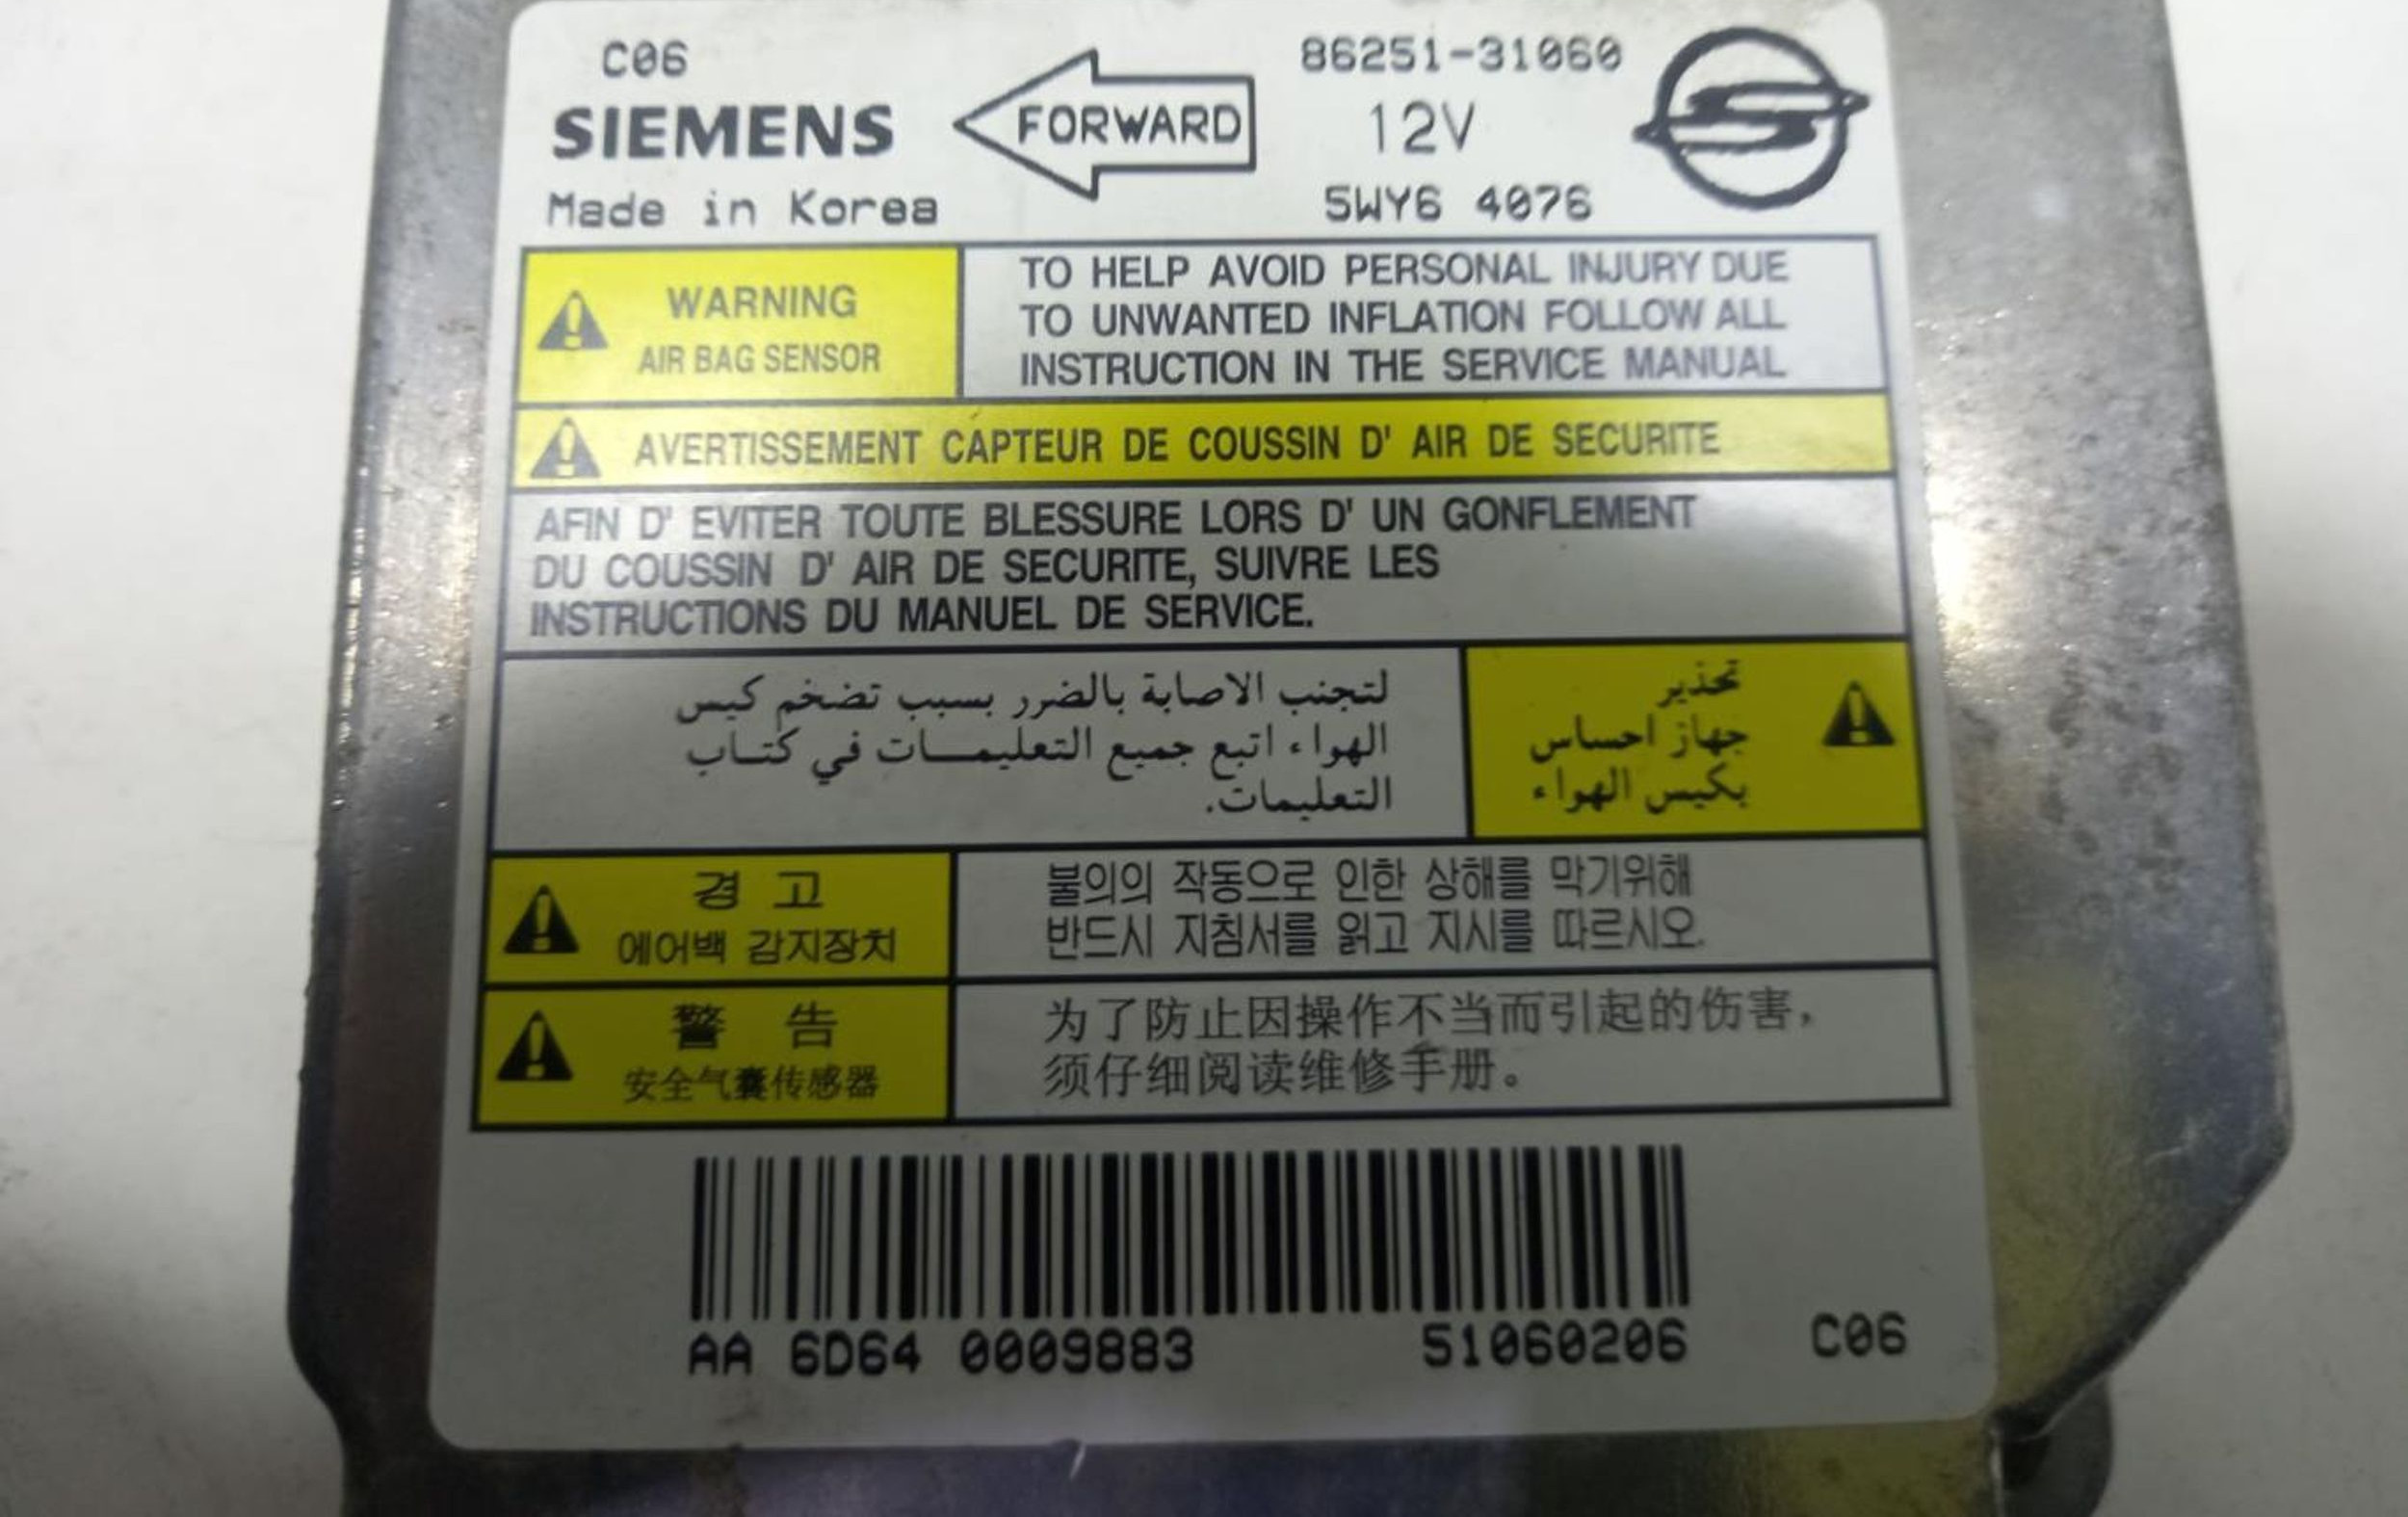 C06
SIEMENS
Made in Korea
FORWARD
86251-31060
12V
5WY6 4076
WARNING
AIR BAG SENSOR
TO HELP AVOID PERSONAL INJURY DUE
TO UNWANTED INFLATION FOLLOW ALL
INSTRUCTION IN THE SERVICE MANUAL
AVERTISSEMENT CAPTEUR DE COUSSIN D' AIR DE SECURITE
AFIN D' EVITER TOUTE BLESSURE LORS D' UN GONFLEMENT
DU COUSSIN D' AIR DE SECURITE, SUIVRE LES
INSTRUCTIONS DU MANUEL DE SERVICE.
تحذير
جهاز احساس
بكيس الهواء
لتجنب الاصابة بالضرر بسبب تضخم كيس
الهواء اتبع جميع التعليمــات في كتــاب
التعليمات.
경 고
에어백 감지장치
불의의 작동으로 인한 상해를 막기위해
반드시 지침서를 읽고 지시를 따르시오.
警 告
安全气囊传感器
为了防止因操作不当而引起的伤害，
须仔细阅读维修手册。
AA 6D64 0009883 51060206 C06